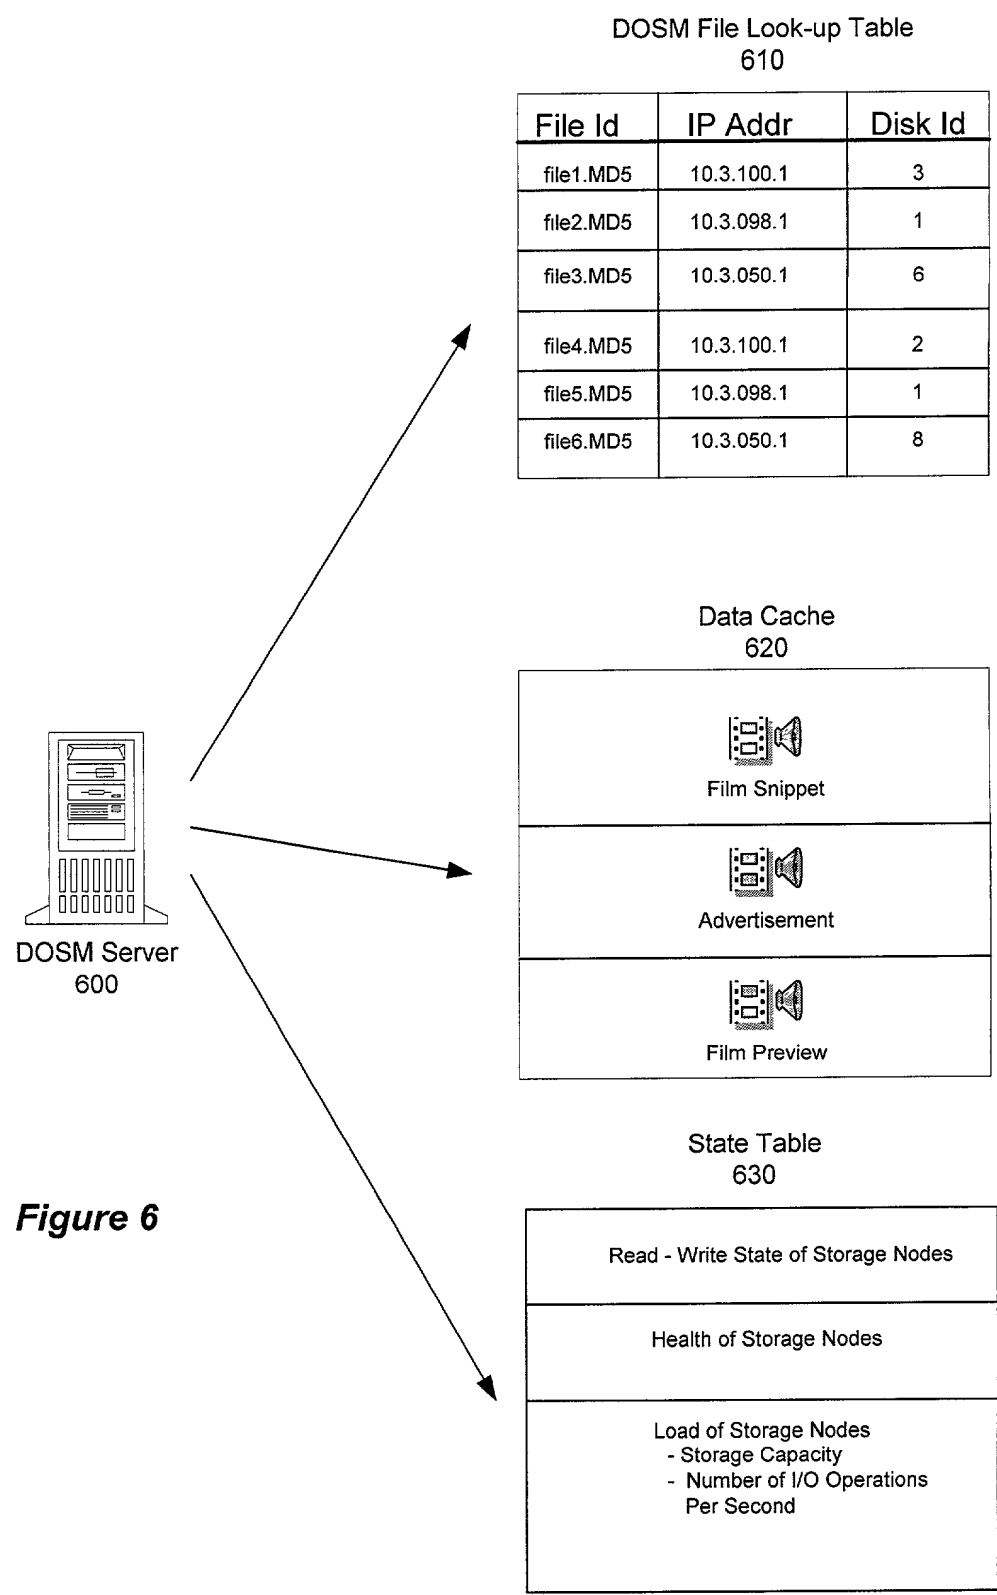 DOSM File Look-up Table
610
File Id IP Addr Disk Id
file1.MD5 10.3.100.1 3
file2.MD5 10.3.098.1 1
file3.MD5 10.3.050.1 6
file4.MD5 10.3.100.1 2
file5.MD5 10.3.098.1 1
file6.MD5 10.3.050.1 8
Data Cache
620
Film Snippet
Advertisement
Film Preview
DOSM Server
600
State Table
630
Read - Write State of Storage Nodes
Health of Storage Nodes
Load of Storage Nodes
- Storage Capacity
- Number of I/O Operations
Per Second
Figure 6